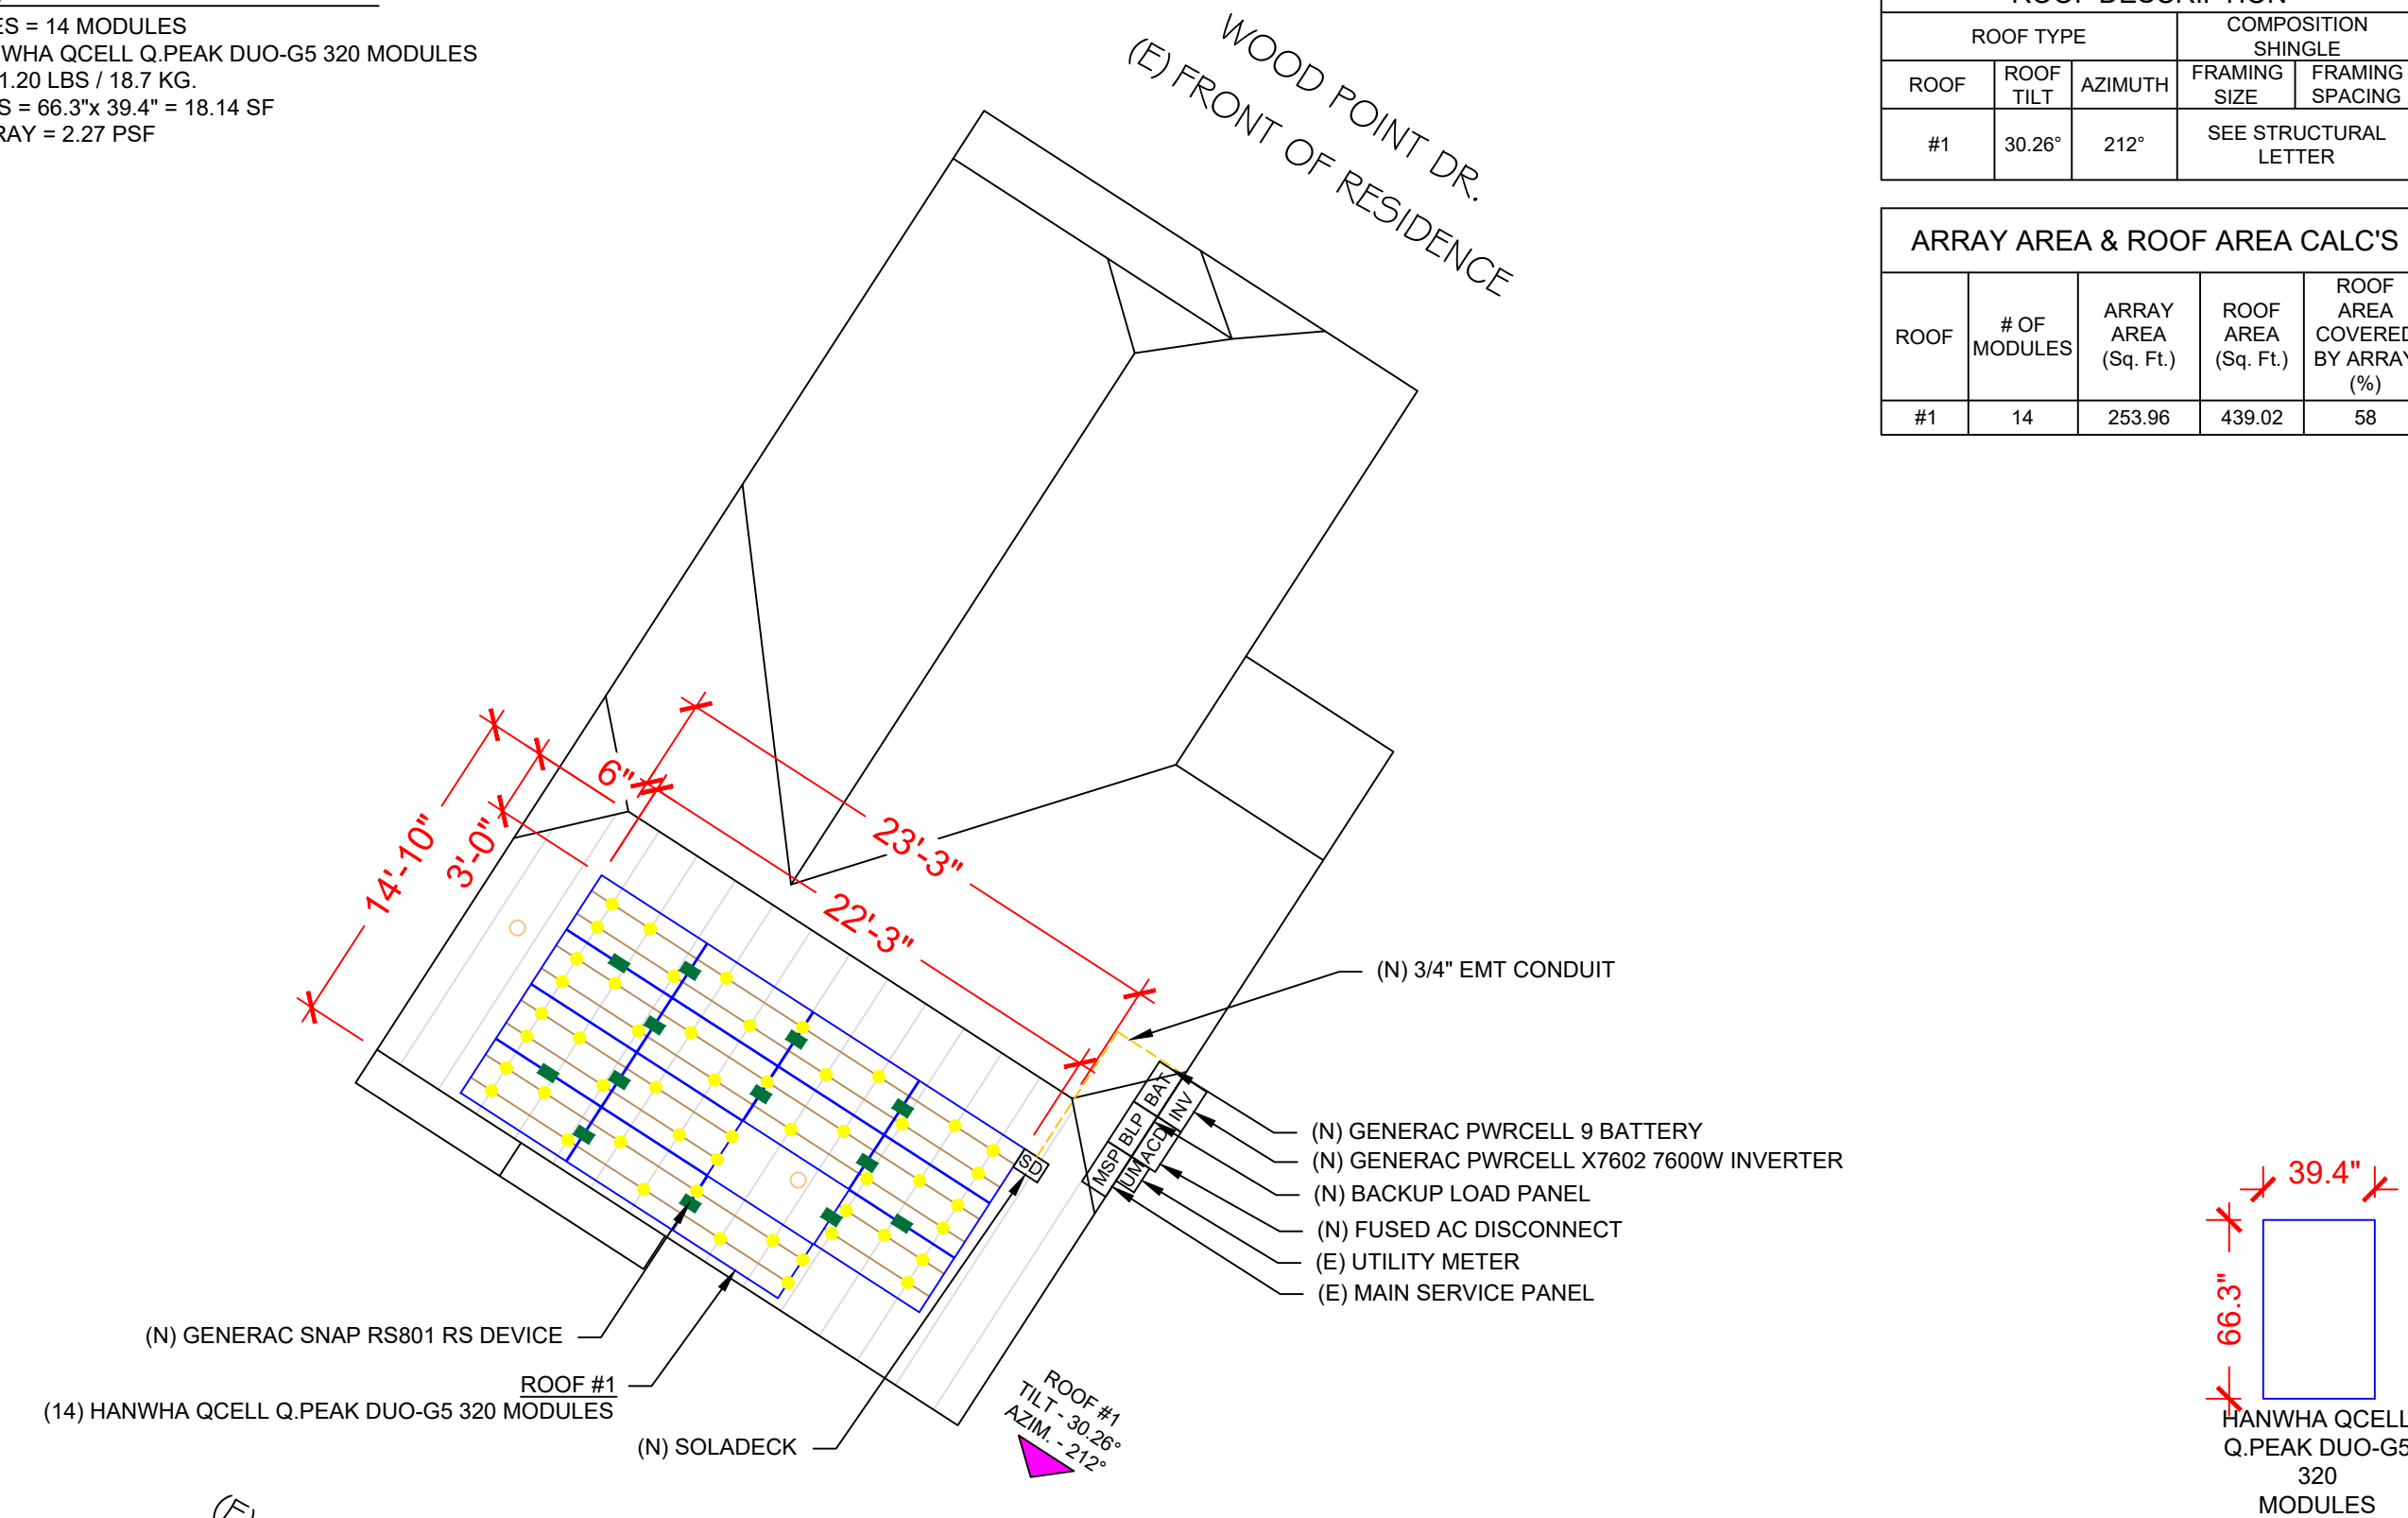 ES = 14 MODULES
WHA QCELL Q.PEAK DUO-G5 320 MODULES
1.20 LBS / 18.7 KG.
S = 66.3"x 39.4" = 18.14 SF
RAY = 2.27 PSF
WOOD POINT DR.
(E) FRONT OF RESIDENCE
ROOF DESCRIPTION
ROOF TYPE
COMPOSITION
SHINGLE
ROOF
ROOF
TILT
AZIMUTH
FRAMING
SIZE
FRAMING
SPACING
#1
30.26°
212°
SEE STRUCTURAL
LETTER
ARRAY AREA & ROOF AREA CALC'S
ROOF
# OF
MODULES
ARRAY
AREA
(Sq. Ft.)
ROOF
AREA
(Sq. Ft.)
ROOF
AREA
COVERED
BY ARRAY
(%)
#1
14
253.96
439.02
58
6"
23'-3"
14'-10"
3'-0"
22'-3"
(N) 3/4" EMT CONDUIT
BAT
INV
BLP
ACD
MSP
UM
SD
(N) GENERAC PWRCELL 9 BATTERY
(N) GENERAC PWRCELL X7602 7600W INVERTER
(N) BACKUP LOAD PANEL
(N) FUSED AC DISCONNECT
(E) UTILITY METER
(E) MAIN SERVICE PANEL
(N) GENERAC SNAP RS801 RS DEVICE
ROOF #1
(14) HANWHA QCELL Q.PEAK DUO-G5 320 MODULES
(N) SOLADECK
ROOF #1
TILT - 30.26°
AZIM. - 212°
39.4"
66.3"
HANWHA QCELL
Q.PEAK DUO-G5
320
MODULES
(E)